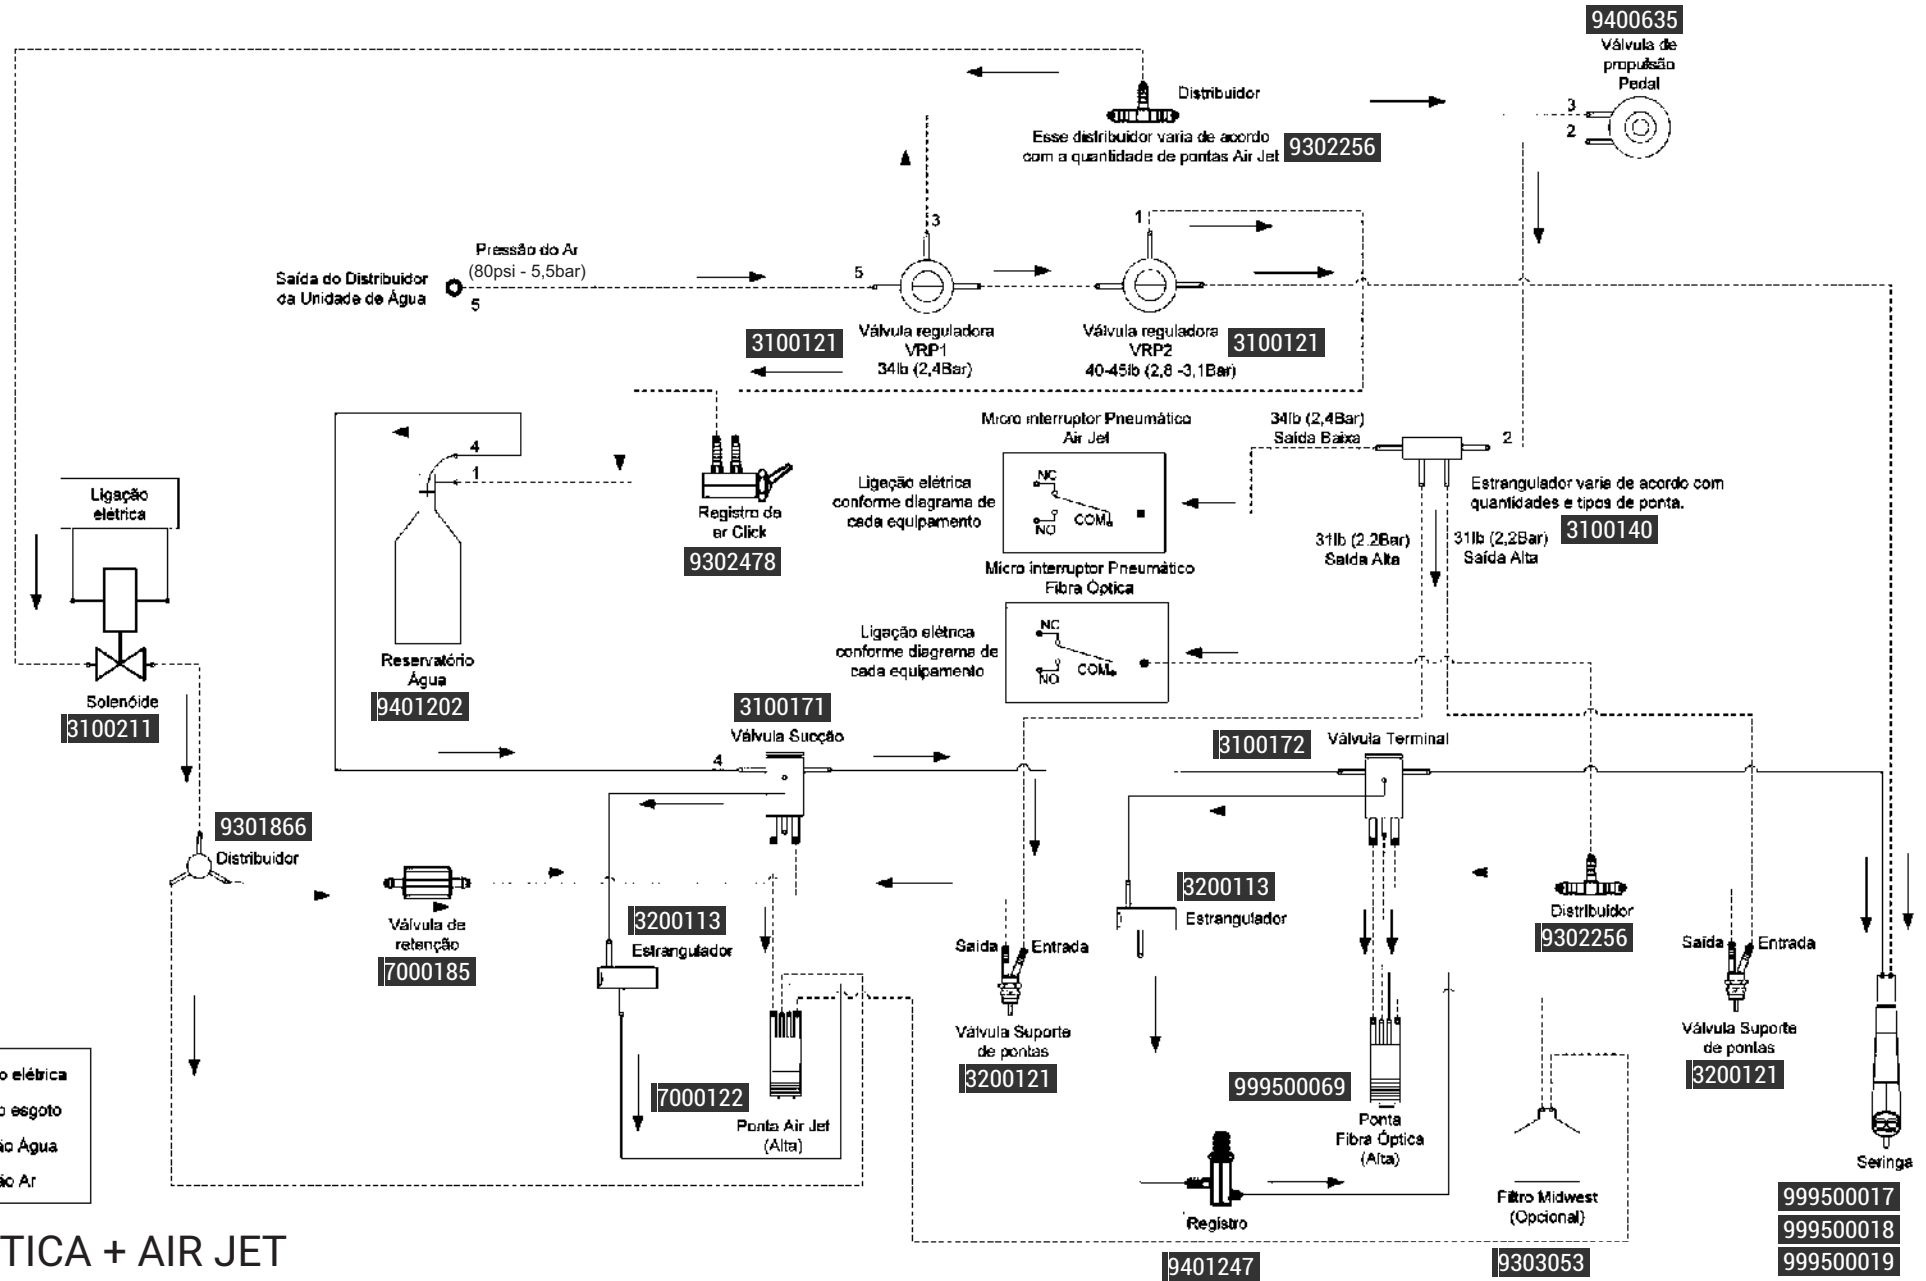 9400635
Válvula de
propulsão
Pedal
3
2
Distribuidor
Esse distribuidor varia de acordo
com a quantidade de pontas Air Jet
9302256
3
1
Pressão do Ar
(80psi - 5,5bar)
Saída do Distribuidor
da Unidade de Água
5
5
3100121
Válvula reguladora
VRP1
34lb (2,4Bar)
Válvula reguladora
VRP2
40-45lb (2,8 -3,1Bar)
3100121
Micro interruptor Pneumático
Air Jet
34lb (2,4Bar)
Saída Baixa
2
4
1
Ligação
elétrica
Ligação elétrica
conforme diagrama de
cada equipamento
NC
NO
COM.
Estrangulador varia de acordo com
quantidades e tipos de ponta.
3100140
Registro de
ar Click
9302478
31lb (2.2Bar)
Saída Alta
31lb (2,2Bar)
Saída Alta
Micro interruptor Pneumático
Fibra Óptica
Ligação elétrica
conforme diagrama de
cada equipamento
NC
NO
COM.
Reservatório
Água
9401202
Solenóide
3100211
3100171
Válvula Sucção
4
3100172
Válvula Terminal
9301866
Distribuidor
Válvula de
retenção
7000185
3200113
Estrangulador
3200113
Estrangulador
Saída
Entrada
Distribuidor
9302256
Saída
Entrada
Válvula Suporte
de pontas
3200121
Válvula Suporte
de pontas
3200121
7000122
Ponta Air Jet
(Alta)
999500069
Ponta
Fibra Óptica
(Alta)
o elétrica
o esgoto
ão Água
ão Ar
Registro
9401247
Filtro Midwest
(Opcional)
9303053
Seringa
999500017
999500018
999500019
TICA + AIR JET